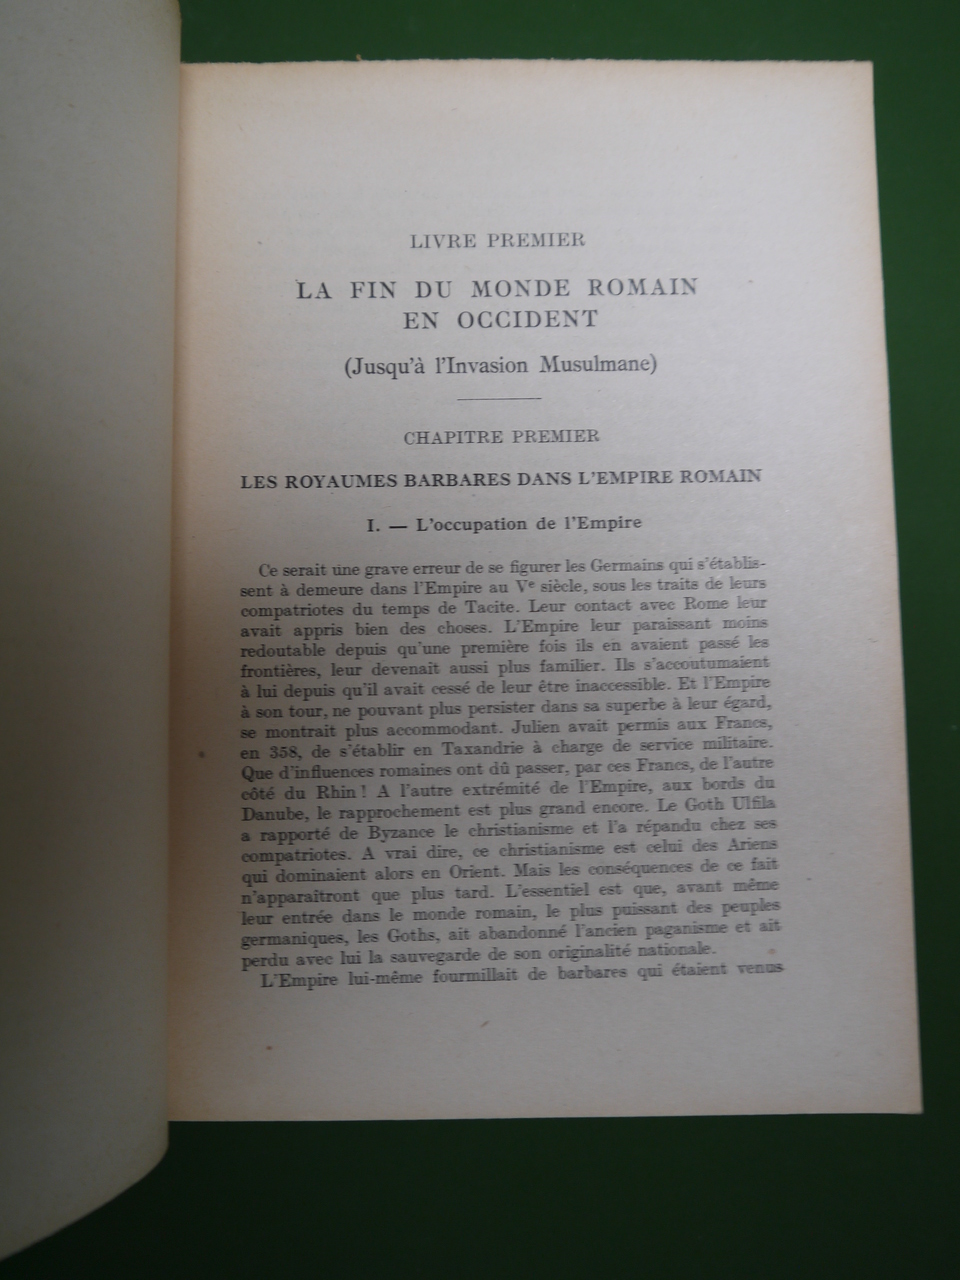 LIVRE PREMIER
LA FIN DU MONDE ROMAIN
EN OCCIDENT
(Jusqu'à l'Invasion Musulmane)
CHAPITRE PREMIER
LES ROYAUMES BARBARES DANS L'EMPIRE ROMAIN
I. — L'occupation de l'Empire
Ce serait une grave erreur de se figurer les Germains qui s'établis-
sent à demeure dans l'Empire au Vᵉ siècle, sous les traits de leurs
compatriotes du temps de Tacite. Leur contact avec Rome leur
avait appris bien des choses. L'Empire leur paraissant moins
redoutable depuis qu'une première fois ils en avaient passé les
frontières, leur devenait aussi plus familier. Ils s'accoutumaient
à lui depuis qu'il avait cessé de leur être inaccessible. Et l'Empire
à son tour, ne pouvant plus persister dans sa superbe à leur égard,
se montrait plus accommodant. Julien avait permis aux Francs,
en 358, de s'établir en Taxandrie à charge de service militaire.
Que d'influences romaines ont dû passer, par ces Francs, de l'autre
côté du Rhin ! A l'autre extrémité de l'Empire, aux bords du
Danube, le rapprochement est plus grand encore. Le Goth Ulfila
a rapporté de Byzance le christianisme et l'a répandu chez ses
compatriotes. A vrai dire, ce christianisme est celui des Ariens
qui dominaient alors en Orient. Mais les conséquences de ce fait
n'apparaîtront que plus tard. L'essentiel est que, avant même
leur entrée dans le monde romain, le plus puissant des peuples
germaniques, les Goths, ait abandonné l'ancien paganisme et ait
perdu avec lui la sauvegarde de son originalité nationale.
L'Empire lui-même fourmillait de barbares qui étaient venus